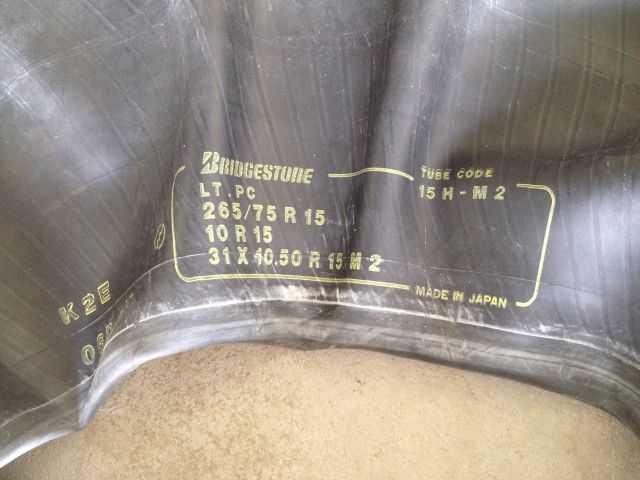 BRIDGESTONE
TUBE CODE
LT. PC
15 H - M 2
265/75 R 15
10 R 15
31 X 10.50 R 15 M 2
MADE IN JAPAN
K2E